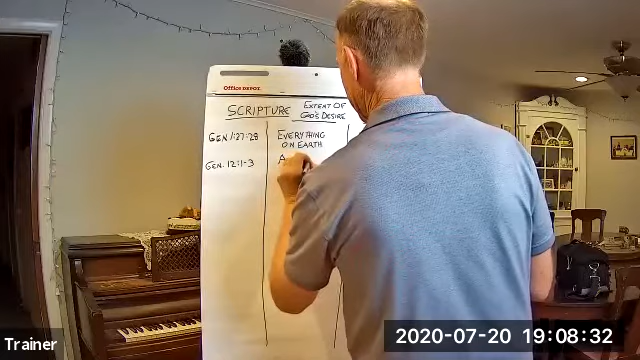 Office DEPOT
SCRIPTURE
EXTENT OF
GOD'S DESIRE
GEN 1:27-28
EVERYTHING
ON EARTH
GEN. 12:1-3
A
Trainer
2020-07-20 19:08:32